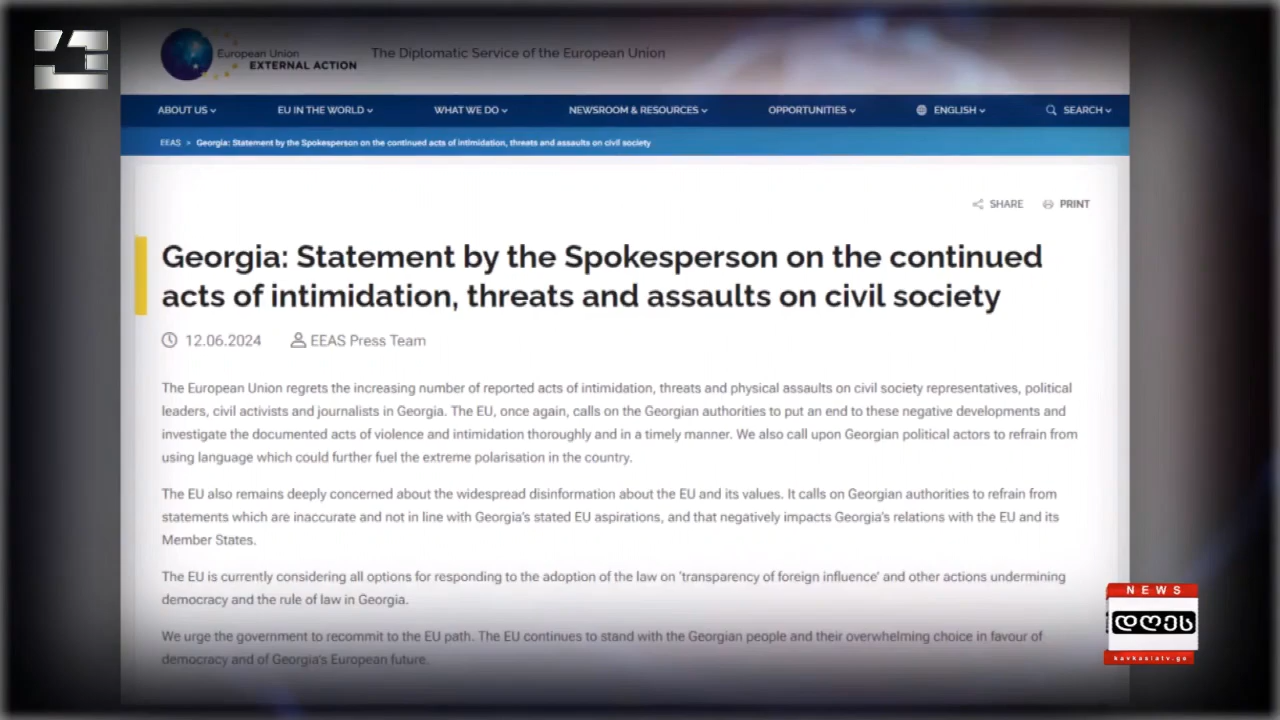 European Union
EXTERNAL ACTION
The Diplomatic Service of the European Union
ABOUT US
EU IN THE WORLD
WHAT WE DO
NEWSROOM & RESOURCES
OPPORTUNITIES
ENGLISH
SEARCH
EEAS > Georgia: Statement by the Spokesperson on the continued acts of intimidation, threats and assaults on civil society
SHARE
PRINT
Georgia: Statement by the Spokesperson on the continued
acts of intimidation, threats and assaults on civil society
12.06.2024
EEAS Press Team
The European Union regrets the increasing number of reported acts of intimidation, threats and physical assaults on civil society representatives, political
leaders, civil activists and journalists in Georgia. The EU, once again, calls on the Georgian authorities to put an end to these negative developments and
investigate the documented acts of violence and intimidation thoroughly and in a timely manner. We also call upon Georgian political actors to refrain from
using language which could further fuel the extreme polarisation in the country.
The EU also remains deeply concerned about the widespread disinformation about the EU and its values. It calls on Georgian authorities to refrain from
statements which are inaccurate and not in line with Georgia's stated EU aspirations, and that negatively impacts Georgia's relations with the EU and its
Member States.
The EU is currently considering all options for responding to the adoption of the law on 'transparency of foreign influence' and other actions undermining
democracy and the rule of law in Georgia.
We urge the government to recommit to the EU path. The EU continues to stand with the Georgian people and their overwhelming choice in favour of
democracy and of Georgia's European future.
NEWS
დღეს
kavkasiatv.ge